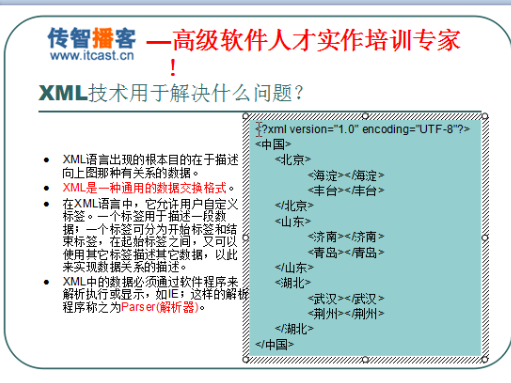 传智播客 —高级软件人才实作培训专家
www.itcast.cn
！
XML技术用于解决什么问题?
XML语言出现的根本目的在于描述
向上图那种有关系的数据。
XML是一种通用的数据交换格式。
在XML语言中，它允许用户自定义
标签。一个标签用于描述一段数
据；一个标签可分为开始标签和结
束标签，在起始标签之间，又可以
使用其它标签描述其它数据，以此
来实现数据关系的描述。
XML中的数据必须通过软件程序来
解析执行或显示，如IE；这样的解析
程序称之为Parser(解析器)。
<?xml version="1.0" encoding="UTF-8"?>
<中国>
<北京>
<海淀></海淀>
<丰台></丰台>
</北京>
<山东>
<济南></济南>
<青岛></青岛>
</山东>
<湖北>
<武汉></武汉>
<荆州></荆州>
</湖北>
</中国>